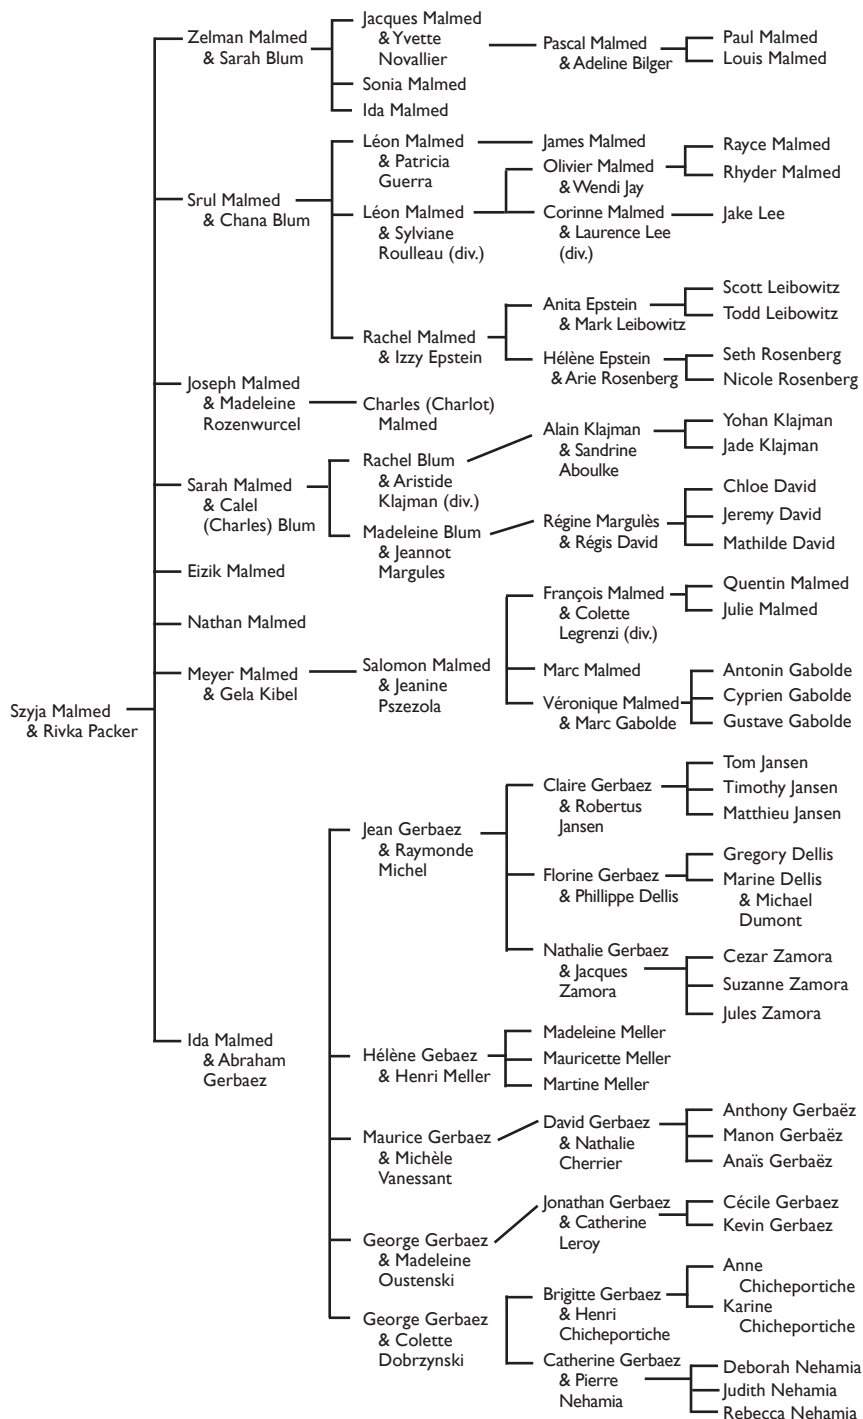 Szyja Malmed
& Rivka Packer
Zelman Malmed
& Sarah Blum
Srul Malmed
& Chana Blum
Joseph Malmed
& Madeleine
Rozenwurcel
Sarah Malmed
& Calel
(Charles) Blum
Eizik Malmed
Nathan Malmed
Meyer Malmed
& Gela Kibel
Ida Malmed
& Abraham
Gerbaez
Jacques Malmed
& Yvette
Novallier
Sonia Malmed
Ida Malmed
Léon Malmed
& Patricia
Guerra
Léon Malmed
& Sylviane
Roulleau (div.)
Rachel Malmed
& Izzy Epstein
Charles (Charlot)
Malmed
Rachel Blum
& Aristide
Klajman (div.)
Madeleine Blum
& Jeannot
Margules
Salomon Malmed
& Jeanine
Pszezola
Jean Gerbaez
& Raymonde
Michel
Hélène Gebaez
& Henri Meller
Maurice Gerbaez
& Michèle
Vanessant
George Gerbaez
& Madeleine
Oustenski
George Gerbaez
& Colette
Dobrzynski
Pascal Malmed
& Adeline Bilger
James Malmed
Olivier Malmed
& Wendi Jay
Corinne Malmed
& Laurence Lee
(div.)
Anita Epstein
& Mark Leibowitz
Hélène Epstein
& Arie Rosenberg
Alain Klajman
& Sandrine
Aboulke
Régine Margulès
& Régis David
François Malmed
& Colette
Legrenzi (div.)
Marc Malmed
Véronique Malmed
& Marc Gabolde
Claire Gerbaez
& Robertus
Jansen
Florine Gerbaez
& Phillippe Dellis
Nathalie Gerbaez
& Jacques
Zamora
Madeleine Meller
Mauricette Meller
Martine Meller
David Gerbaez
& Nathalie
Cherrier
Jonathan Gerbaez
& Catherine
Leroy
Brigitte Gerbaez
& Henri
Chicheportiche
Catherine Gerbaez
& Pierre
Nehamia
Paul Malmed
Louis Malmed
Rayce Malmed
Rhyder Malmed
Jake Lee
Scott Leibowitz
Todd Leibowitz
Seth Rosenberg
Nicole Rosenberg
Yohan Klajman
Jade Klajman
Chloe David
Jeremy David
Mathilde David
Quentin Malmed
Julie Malmed
Antonin Gabolde
Cyprien Gabolde
Gustave Gabolde
Tom Jansen
Timothy Jansen
Matthieu Jansen
Gregory Dellis
Marine Dellis
& Michael
Dumont
Cezar Zamora
Suzanne Zamora
Jules Zamora
Anthony Gerbaëz
Manon Gerbaëz
Anaïs Gerbaëz
Cécile Gerbaez
Kevin Gerbaez
Anne
Chicheportiche
Karine
Chicheportiche
Deborah Nehamia
Judith Nehamia
Rebecca Nehamia